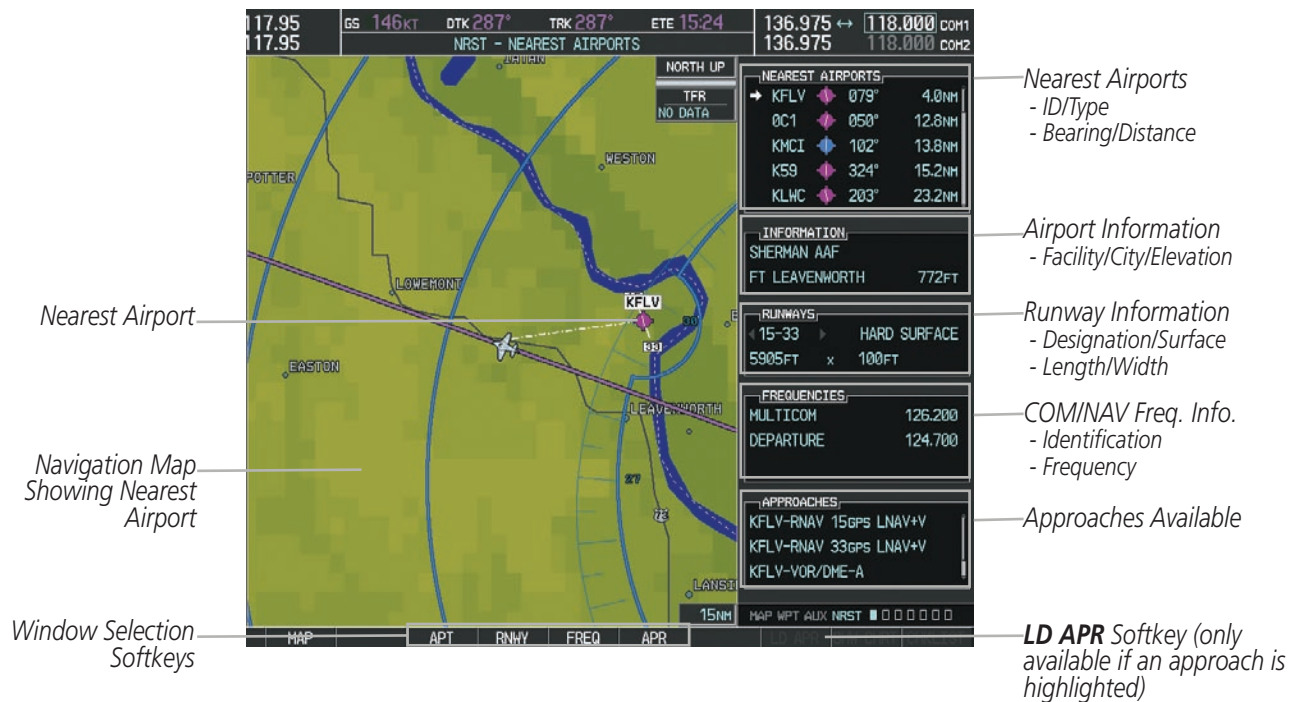 117.95 GS 146KT DTK 287° TRK 287° ETE 15:24 136.975 ↔ 118.000 COM1
117.95 NRST - NEAREST AIRPORTS 136.975 118.000 COM2
NORTH UP
TFR
NO DATA
WESTON
POTTER
LOWEMONT
KFLV
30
33
EASTON
LEAVENWORTH
27
73
LANSI
15NM
NEAREST AIRPORTS
KFLV 079° 4.0NM
0C1 050° 12.8NM
KMCI 102° 13.8NM
K59 324° 15.2NM
KLWC 203° 23.2NM
INFORMATION
SHERMAN AAF
FT LEAVENWORTH 772FT
RUNWAYS
15-33 HARD SURFACE
5905FT x 100FT
FREQUENCIES
MULTICOM 126.200
DEPARTURE 124.700
APPROACHES
KFLV-RNAV 15GPS LNAV+V
KFLV-RNAV 33GPS LNAV+V
KFLV-VOR/DME-A
MAP WPT AUX NRST
MAP APT RNWY FREQ APR LD APR
Nearest Airport
Navigation Map
Showing Nearest
Airport
Window Selection
Softkeys
Nearest Airports
- ID/Type
- Bearing/Distance
Airport Information
- Facility/City/Elevation
Runway Information
- Designation/Surface
- Length/Width
COM/NAV Freq. Info.
- Identification
- Frequency
Approaches Available
LD APR Softkey (only
available if an approach is
highlighted)